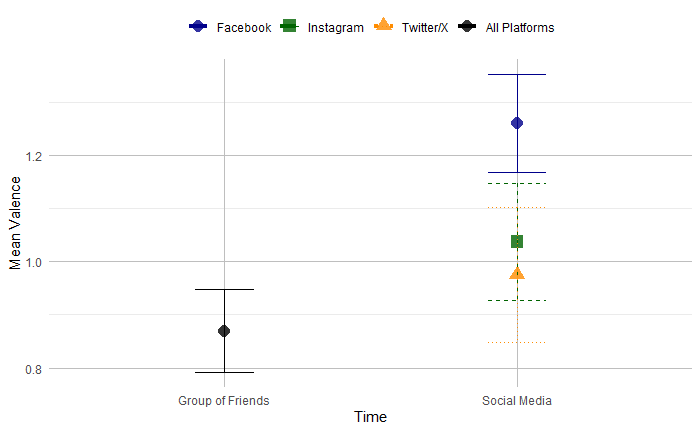 Facebook Instagram Twitter/X All Platforms
Mean Valence
1.2
1.0
0.8
Group of Friends Social Media
Time